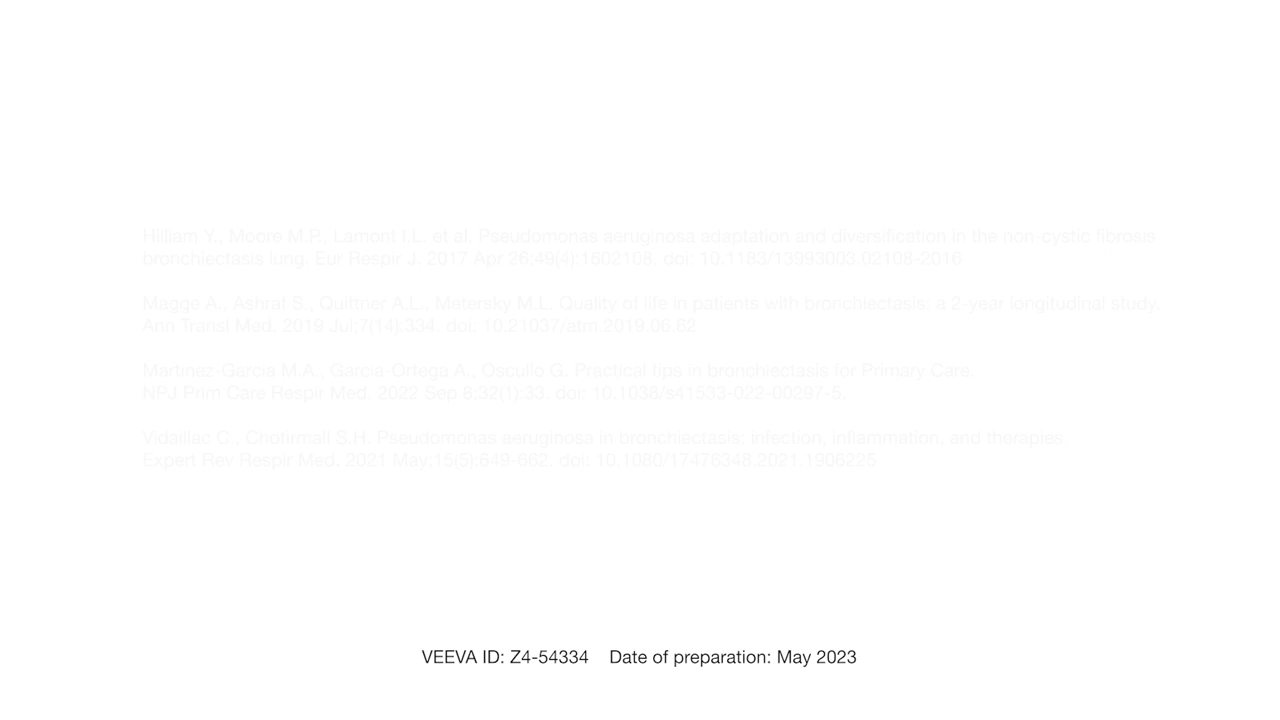 Hilliam Y., Moore M.P., Lamont I.L. et al. Pseudomonas aeruginosa adaptation and diversification in the non-cystic fibrosis
bronchiectasis lung. Eur Respir J. 2017 Apr 26;49(4):1602108. doi: 10.1183/13993003.02108-2016.
Magge A., Ashraf S., Quittner A.L., Metersky M.L. Quality of life in patients with bronchiectasis: a 2-year longitudinal study.
Ann Transl Med. 2019 Jul;7(14):334. doi. 10.21037/atm.2019.06.62
Martinez-Garcia M.A., Garcia-Ortega A., Oscullo G. Practical tips in bronchiectasis for Primary Care.
NPJ Prim Care Respir Med. 2022 Sep 8;32(1):33. doi: 10.1038/s41533-022-00297-5.
Vidaillac C., Chotirmall S.H. Pseudomonas aeruginosa in bronchiectasis: infection, inflammation, and therapies.
Expert Rev Respir Med. 2021 May;15(5):649-662. doi: 10.1080/17476348.2021.1906225
VEEVA ID: Z4-54334 Date of preparation: May 2023